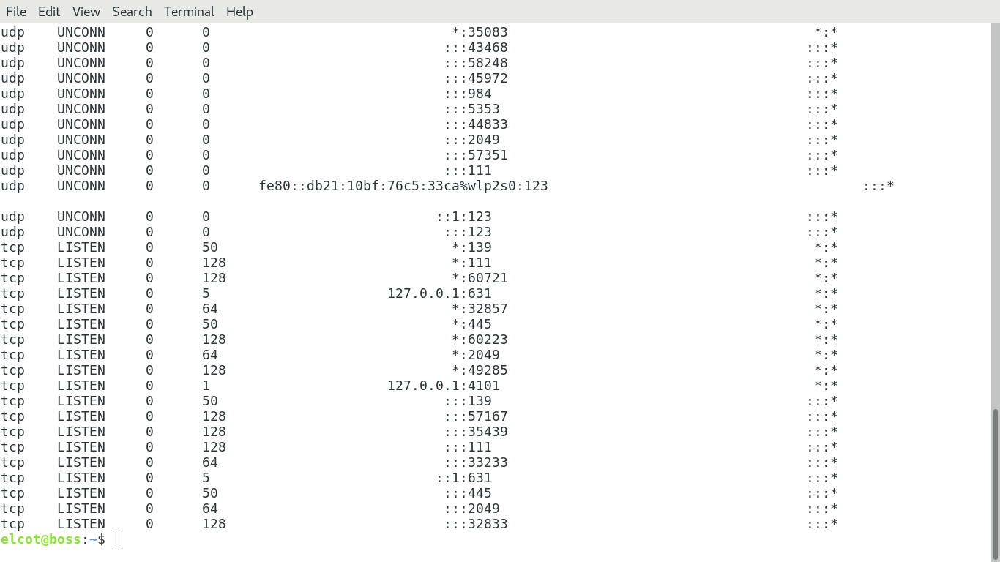 File Edit View Search Terminal Help
udp UNCONN 0 0 *:35083 *:*
udp UNCONN 0 0 :::43468 :::*
udp UNCONN 0 0 :::58248 :::*
udp UNCONN 0 0 :::45972 :::*
udp UNCONN 0 0 :::984 :::*
udp UNCONN 0 0 :::5353 :::*
udp UNCONN 0 0 :::44833 :::*
udp UNCONN 0 0 :::2049 :::*
udp UNCONN 0 0 :::57351 :::*
udp UNCONN 0 0 :::111 :::*
udp UNCONN 0 0 fe80::db21:10bf:76c5:33ca%wlp2s0:123 :::*
udp UNCONN 0 0 ::1:123 :::*
udp UNCONN 0 0 :::123 :::*
tcp LISTEN 0 50 *:139 *:*
tcp LISTEN 0 128 *:111 *:*
tcp LISTEN 0 128 *:60721 *:*
tcp LISTEN 0 5 127.0.0.1:631 *:*
tcp LISTEN 0 64 *:32857 *:*
tcp LISTEN 0 50 *:445 *:*
tcp LISTEN 0 128 *:60223 *:*
tcp LISTEN 0 64 *:2049 *:*
tcp LISTEN 0 128 *:49285 *:*
tcp LISTEN 0 1 127.0.0.1:4101 *:*
tcp LISTEN 0 50 :::139 :::*
tcp LISTEN 0 128 :::57167 :::*
tcp LISTEN 0 128 :::35439 :::*
tcp LISTEN 0 128 :::111 :::*
tcp LISTEN 0 64 :::33233 :::*
tcp LISTEN 0 5 ::1:631 :::*
tcp LISTEN 0 50 :::445 :::*
tcp LISTEN 0 64 :::2049 :::*
tcp LISTEN 0 128 :::32833 :::*
elcot@boss:~$